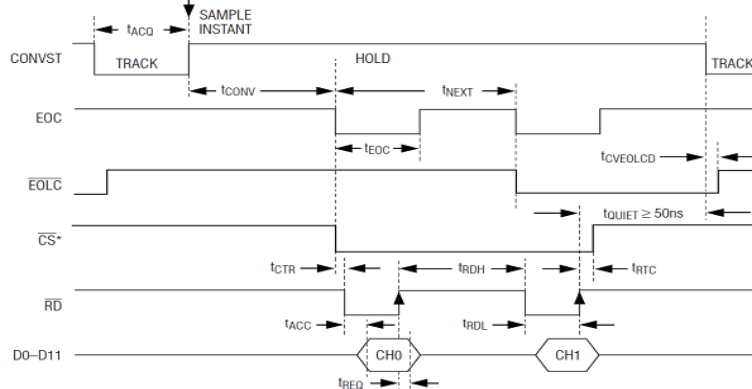 SAMPLE
INSTANT
tACQ
CONVST
TRACK
HOLD
TRACK
tCONV
tNEXT
EOC
tEOC
tCVEOLCD
EOLC
tQUIET ≥ 50ns
CS*
tCTR
tRDH
tRTC
RD
tACC
tRDL
D0–D11
CH0
CH1
tREQ